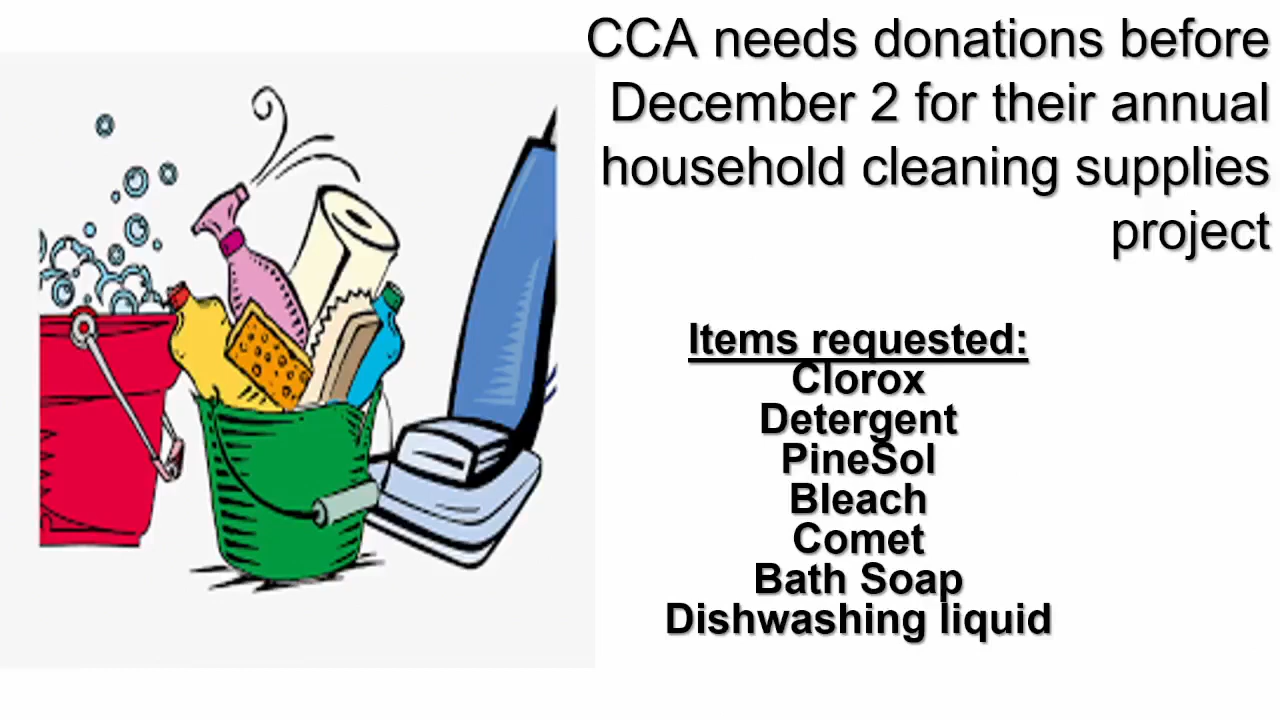 CCA needs donations before
December 2 for their annual
household cleaning supplies
project
Items requested:
Clorox
Detergent
PineSol
Bleach
Comet
Bath Soap
Dishwashing liquid